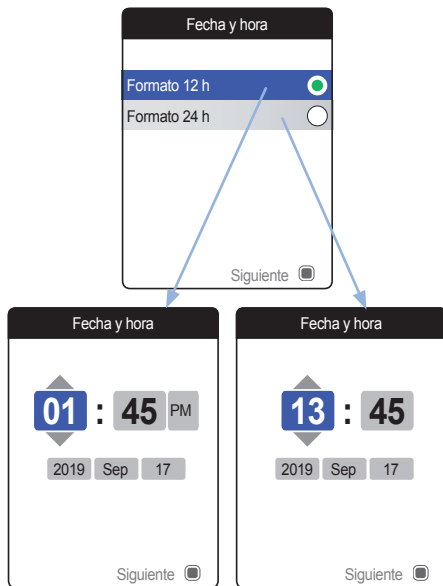 Fecha y hora
Formato 12 h
Formato 24 h
Siguiente
Fecha y hora
01 : 45 PM
2019 Sep 17
Siguiente
Fecha y hora
13 : 45
2019 Sep 17
Siguiente